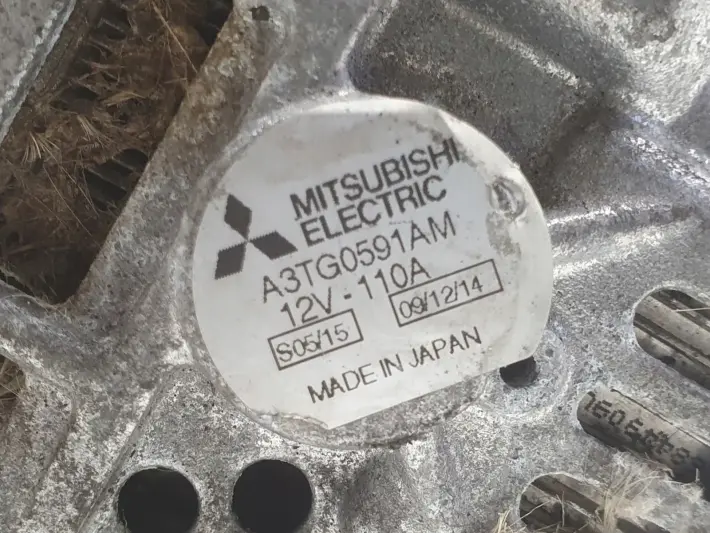 MITSUBISHI
ELECTRIC
A3TG0591AM
12V - 110A
S05/15 09/12/14
MADE IN JAPAN